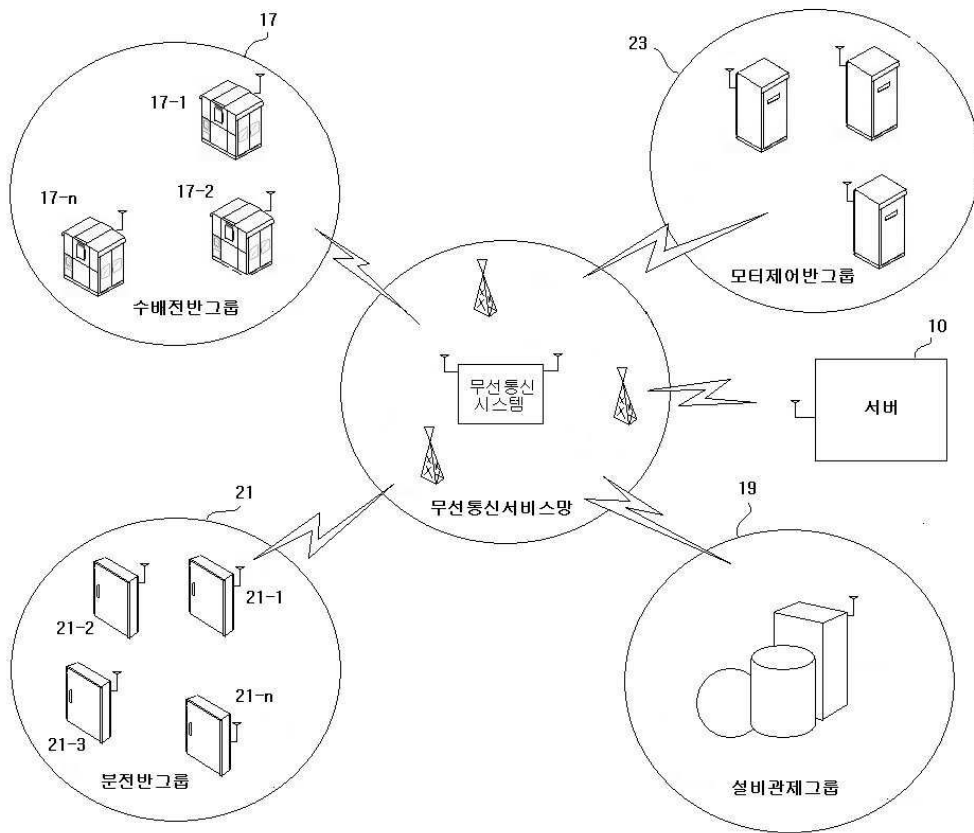 17
17-1
17-2
17-n
수배전반그룹
23
모터제어반그룹
무선통신
시스템
무선통신서비스망
10
서버
21
21-1
21-2
21-3
21-n
분전반그룹
19
설비관제그룹